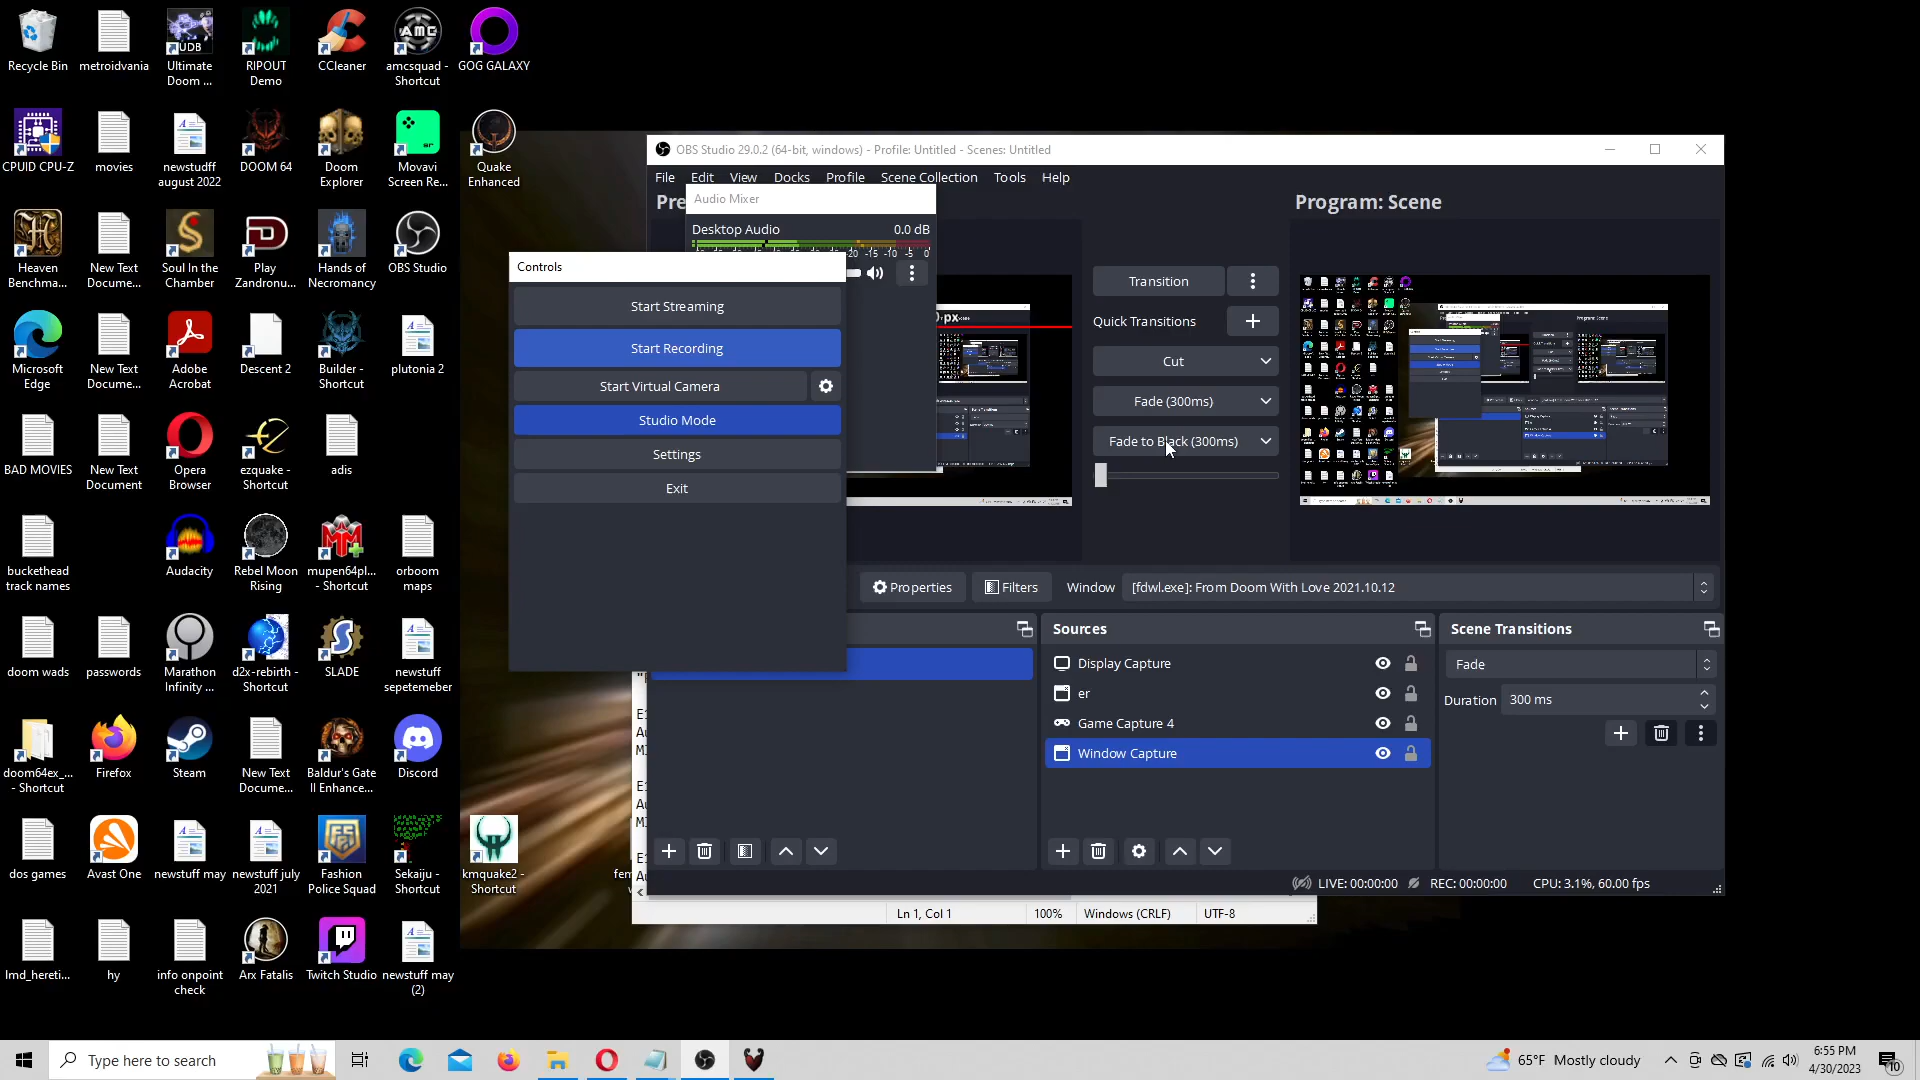 Recycle Bin
metroidvania
Ultimate
Doom ...
RIPOUT
Demo
CCleaner
amcsquad -
Shortcut
GOG GALAXY
CPUID CPU-Z
movies
newstudff
august 2022
DOOM 64
Doom
Explorer
Movavi
Screen Re...
Quake
Enhanced
Heaven
Benchma...
New Text
Docume...
Soul In the
Chamber
Play
Zandronu...
Hands of
Necromancy
OBS Studio
Microsoft
Edge
New Text
Docume...
Adobe
Acrobat
Descent 2
Builder -
Shortcut
plutonia 2
BAD MOVIES
New Text
Document
Opera
Browser
ezquake -
Shortcut
adis
buckethead
track names
Audacity
Rebel Moon
Rising
mupen64pl...
- Shortcut
orboom
maps
doom wads
passwords
Marathon
Infinity ...
d2x-rebirth -
Shortcut
SLADE
newstuff
sepetemeber
doom64ex_...
- Shortcut
Firefox
Steam
New Text
Docume...
Baldur's Gate
II Enhance...
Discord
dos games
Avast One
newstuff may
newstuff july
2021
Fashion
Police Squad
Sekaiju -
Shortcut
kmquake2 -
Shortcut
lmd_hereti...
hy
info onpoint
check
Arx Fatalis
Twitch Studio
newstuff may
(2)
OBS Studio 29.0.2 (64-bit, windows) - Profile: Untitled - Scenes: Untitled
File Edit View Docks Profile Scene Collection Tools Help
Pre
Program: Scene
Audio Mixer
Desktop Audio 0.0 dB
-20 -15 -10 -5 0
Controls
Start Streaming
Start Recording
Start Virtual Camera
Studio Mode
Settings
Exit
Transition
Quick Transitions
Cut
Fade (300ms)
Fade to Black (300ms)
Properties Filters Window [fdwl.exe]: From Doom With Love 2021.10.12
Sources
Display Capture
er
Game Capture 4
Window Capture
Scene Transitions
Fade
Duration 300 ms
LIVE: 00:00:00 REC: 00:00:00 CPU: 3.1%, 60.00 fps
Ln 1, Col 1 100% Windows (CRLF) UTF-8
Type here to search
65°F Mostly cloudy
6:55 PM
4/30/2023
10